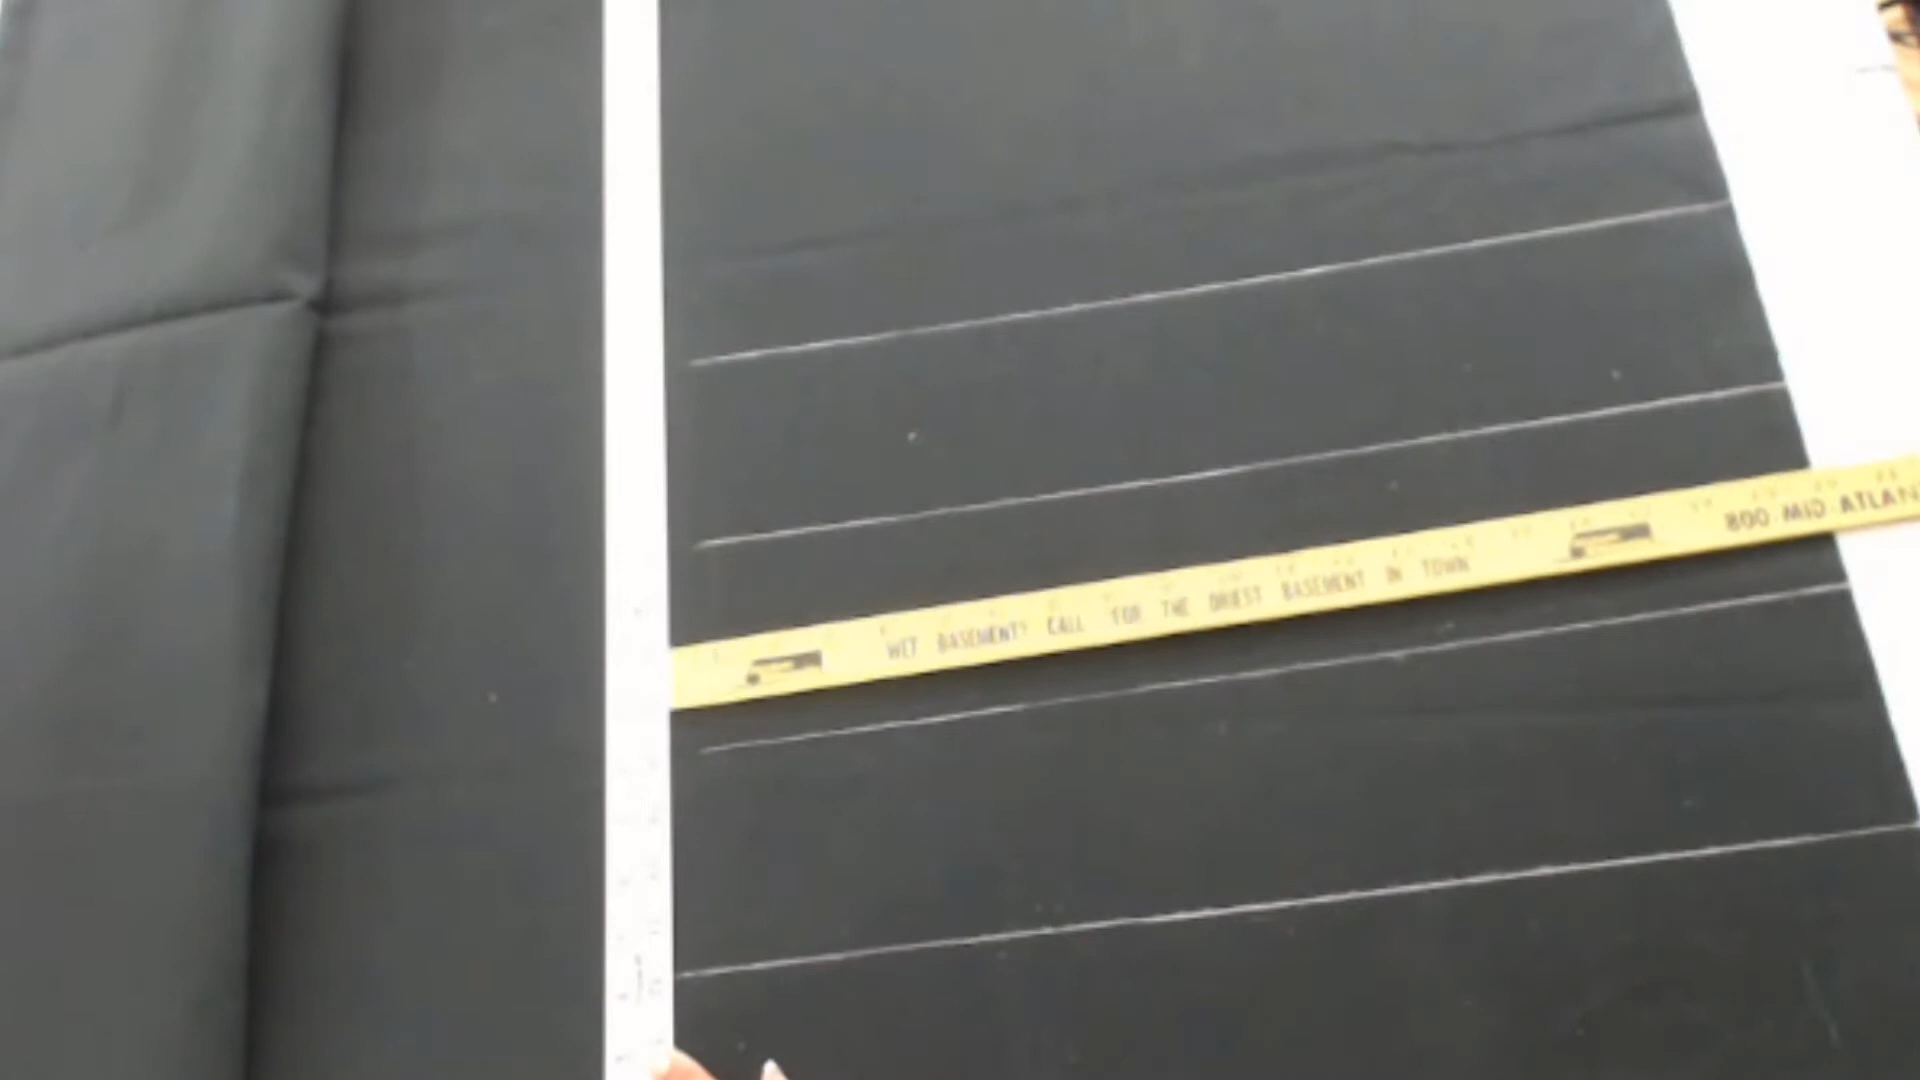 WET BASEMENT? CALL FOR THE DRIEST BASEMENT IN TOWN 800 MID ATLAN